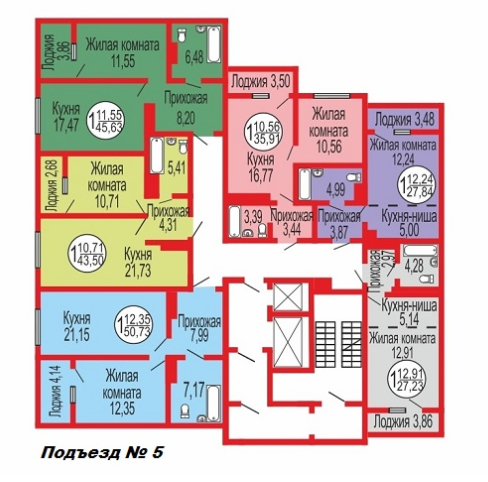 Лоджия
3,86
Жилая комната
11,55
6,48
Кухня
17,47
1 11.55
45,63
Прихожая
8,20
Лоджия 3,50
1 10.56
35,91
Кухня
16,77
Жилая
комната
10,56
Лоджия 3,48
Жилая комната
12,24
1 12.24
27,84
Кухня-ниша
5,00
Лоджия 2,68
Жилая
комната
10,71
5,41
Прихожая
4,31
1 10.71
43,50
Кухня
21,73
3,39
Прихожая
3,44
4,99
Прихожая
3,87
Прихожая
2,97
4,28
Кухня-ниша
5,14
Жилая комната
12,91
1 12.91
27,23
Лоджия 3,86
Кухня
21,15
1 12.35
50,73
Прихожая
7,99
Лоджия 4,14
Жилая
комната
12,35
7,17
Подъезд № 5